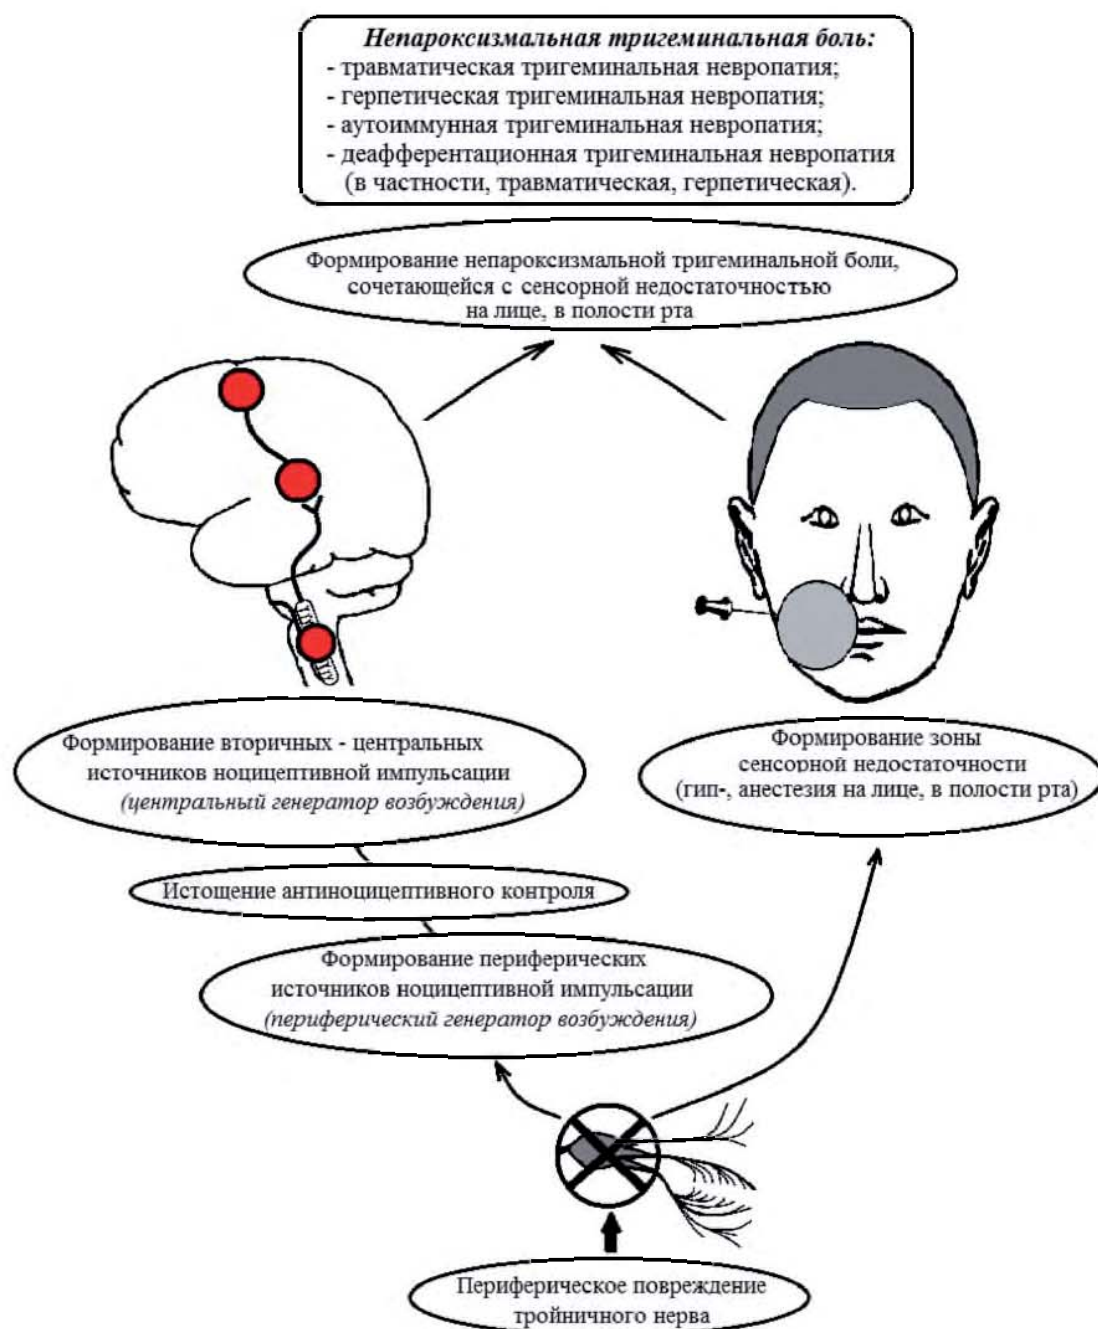 Непароксизмальная тригеминальная боль:
- травматическая тригеминальная невропатия;
- герпетическая тригеминальная невропатия;
- аутоиммунная тригеминальная невропатия;
- деафферентационная тригеминальная невропатия
(в частности, травматическая, герпетическая).
Формирование непароксизмальной тригеминальной боли,
сочетающейся с сенсорной недостаточностью
на лице, в полости рта
Формирование вторичных - центральных
источников ноцицептивной импульсации
(центральный генератор возбуждения)
Формирование зоны
сенсорной недостаточности
(гип-, анестезия на лице, в полости рта)
Истощение антиноцицептивного контроля
Формирование периферических
источников ноцицептивной импульсации
(периферический генератор возбуждения)
Периферическое повреждение
тройничного нерва